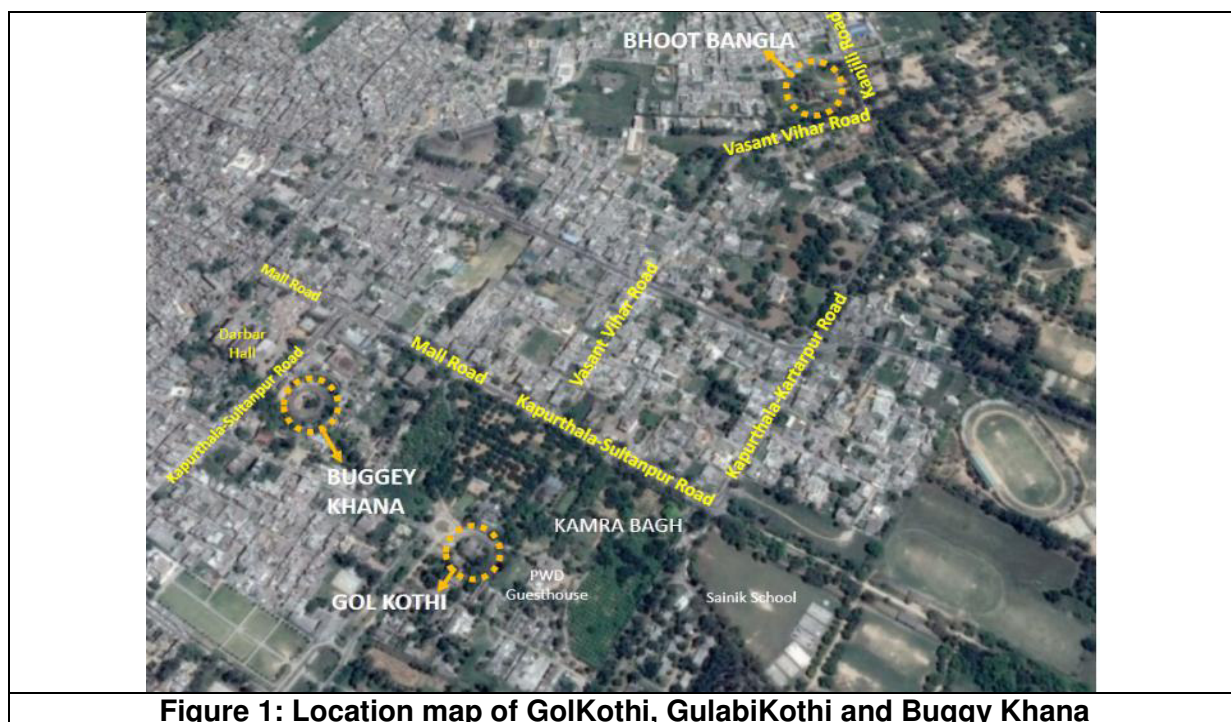 BHOOT BANGLA
Kanjili Road
Vasant Vihar Road
Mall Road
Darbar
Hall
Kapurthala-Sultanpur Road
Mall Road
Vasant Vihar Road
Kapurthala-Sultanpur Road
Kapurthala-Kartarpur Road
BUGGEY
KHANA
KAMRA BAGH
GOL KOTHI
PWD
Guesthouse
Sainik School
Figure 1: Location map of GolKothi, GulabiKothi and Buggy Khana